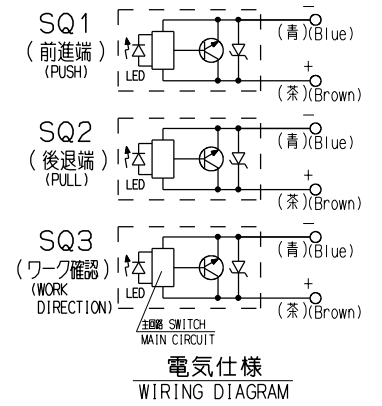 SQ1
(前進端)
(PUSH)
LED
−
(青)(Blue)
+
(茶)(Brown)
SQ2
(後退端)
(PULL)
LED
−
(青)(Blue)
+
(茶)(Brown)
SQ3
(ワーク確認)
(WORK
DIRECTION)
LED
−
(青)(Blue)
+
(茶)(Brown)
主回路 SWITCH
MAIN CIRCUIT
電気仕様
WIRING DIAGRAM